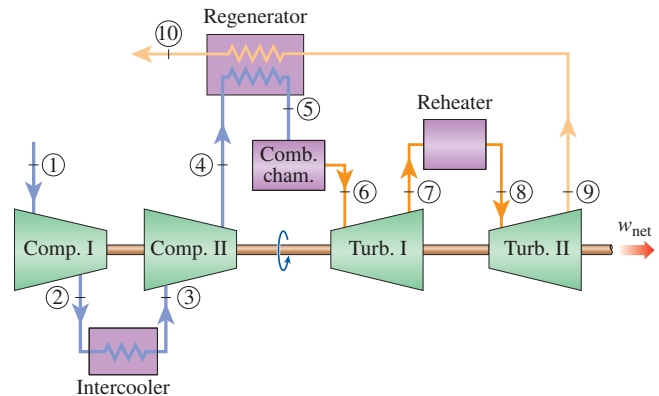 Regenerator
10
5
Reheater
Comb.
cham.
1
4
6
7
8
9
Comp. I
Comp. II
Turb. I
Turb. II
wnet
2
3
Intercooler